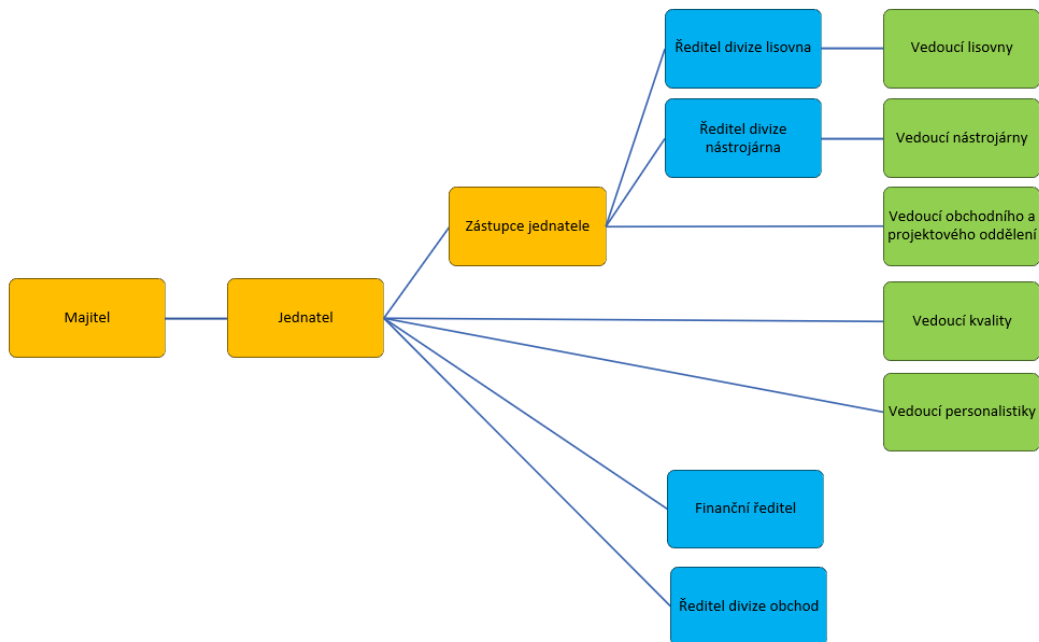 Ředitel divize lisovna
Vedoucí lisovny
Ředitel divize
nástrojárna
Vedoucí nástrojárny
Zástupce jednatele
Vedoucí obchodního a
projektového oddělení
Majitel
Jednatel
Vedoucí kvality
Vedoucí personalistiky
Finanční ředitel
Ředitel divize obchod